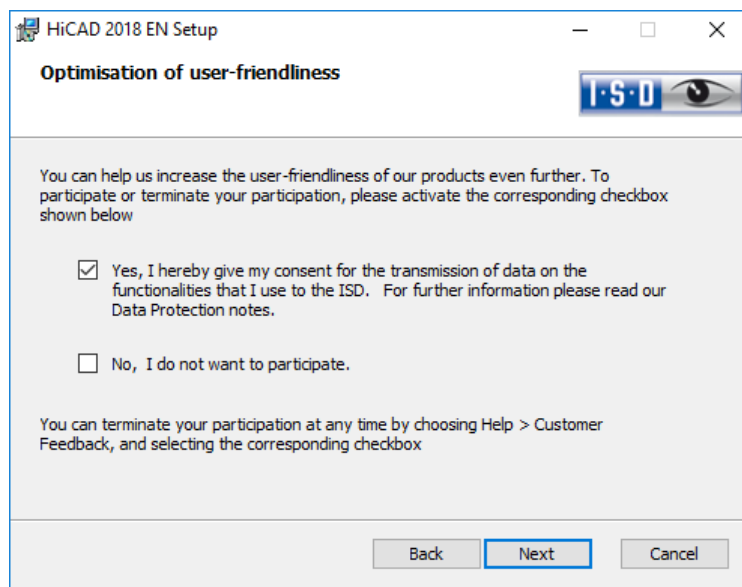 HiCAD 2018 EN Setup
Optimisation of user-friendliness
I·S·D
You can help us increase the user-friendliness of our products even further. To
participate or terminate your participation, please activate the corresponding checkbox
shown below
Yes, I hereby give my consent for the transmission of data on the
functionalities that I use to the ISD.   For further information please read our
Data Protection notes.
No,  I do not want to participate.
You can terminate your participation at any time by choosing Help > Customer
Feedback, and selecting the corresponding checkbox
Back Next Cancel